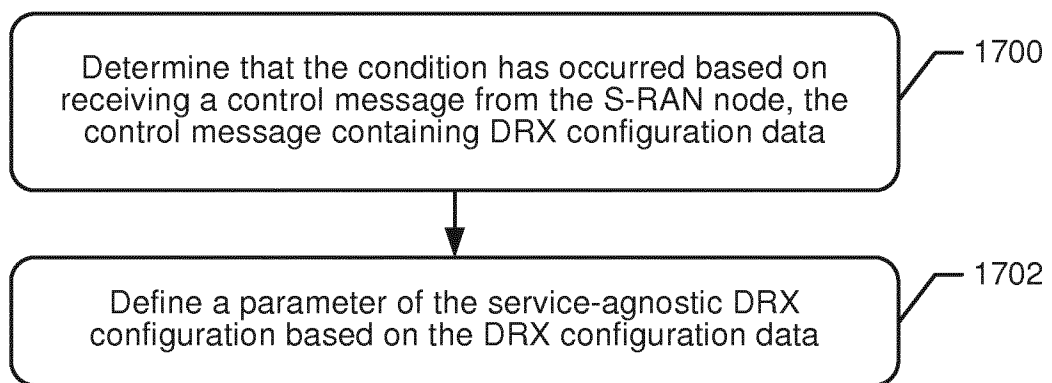 Determine that the condition has occurred based on
receiving a control message from the S-RAN node, the
control message containing DRX configuration data
1700
Define a parameter of the service-agnostic DRX
configuration based on the DRX configuration data
1702